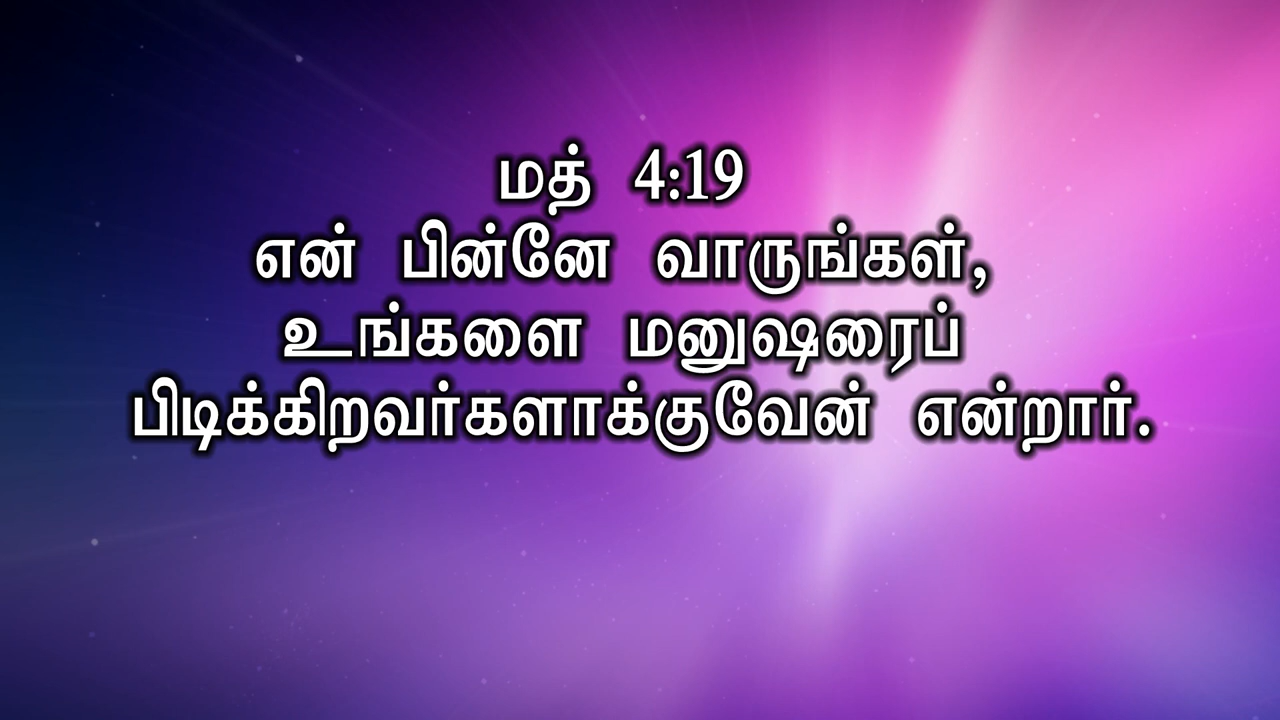 மத் 4:19
என் பின்னே வாருங்கள்,
உங்களை மனுஷரைப்
பிடிக்கிறவர்களாக்குவேன் என்றார்.